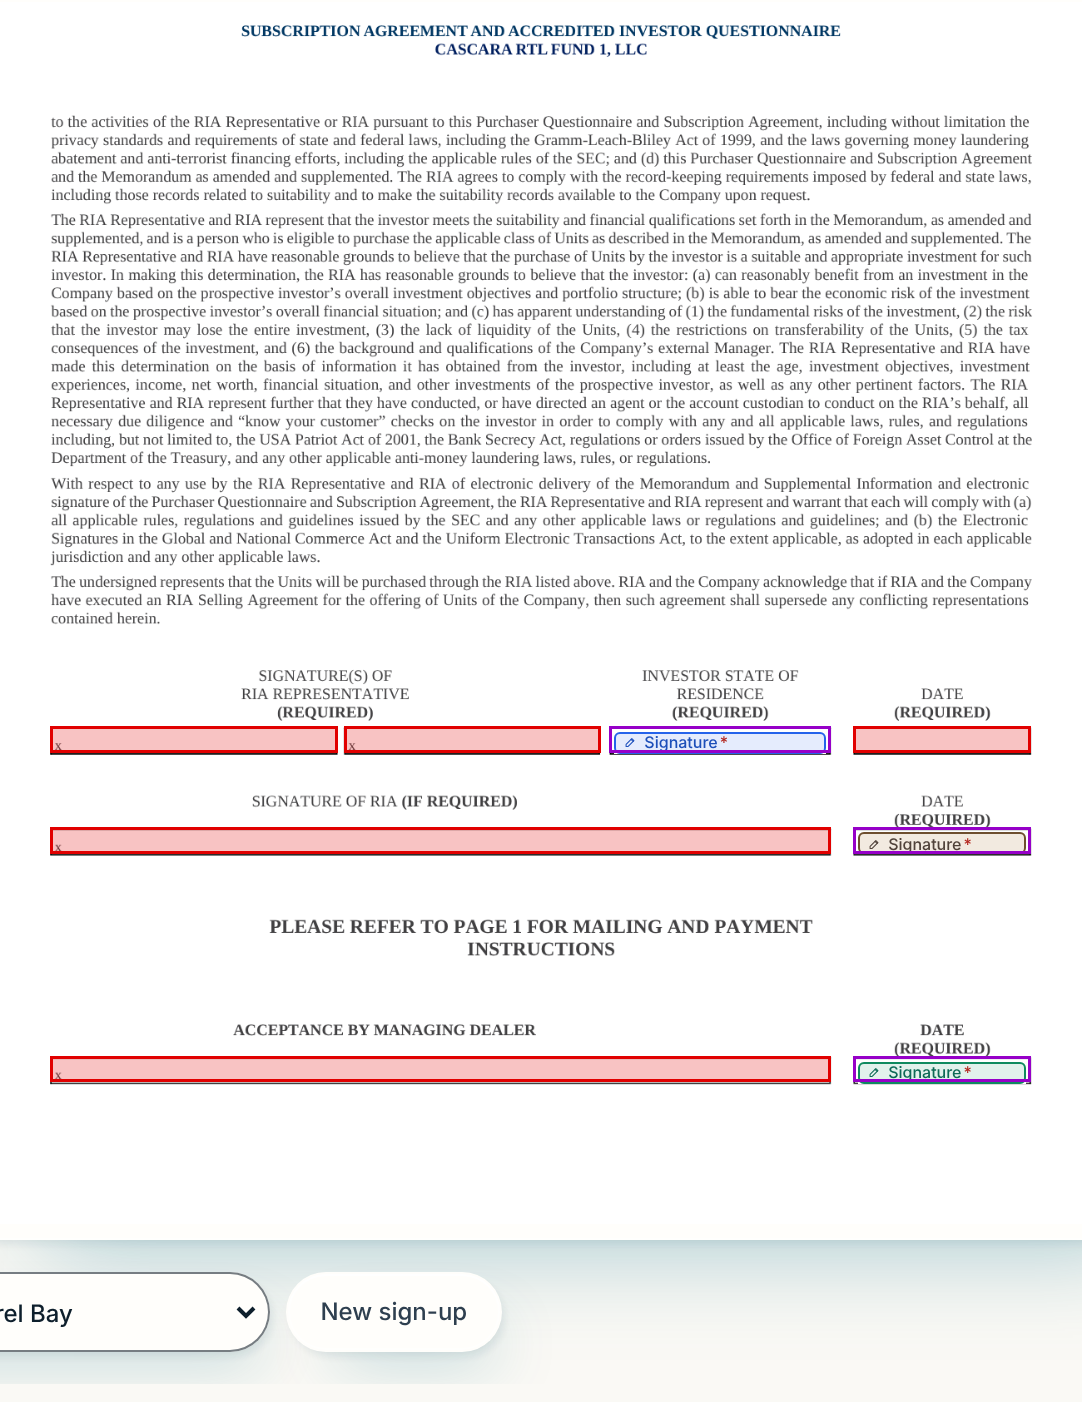 SUBSCRIPTION AGREEMENT AND ACCREDITED INVESTOR QUESTIONNAIRE
CASCARA RTL FUND 1, LLC
to the activities of the RIA Representative or RIA pursuant to this Purchaser Questionnaire and Subscription Agreement, including without limitation the
privacy standards and requirements of state and federal laws, including the Gramm-Leach-Bliley Act of 1999, and the laws governing money laundering
abatement and anti-terrorist financing efforts, including the applicable rules of the SEC; and (d) this Purchaser Questionnaire and Subscription Agreement
and the Memorandum as amended and supplemented. The RIA agrees to comply with the record-keeping requirements imposed by federal and state laws,
including those records related to suitability and to make the suitability records available to the Company upon request.
The RIA Representative and RIA represent that the investor meets the suitability and financial qualifications set forth in the Memorandum, as amended and
supplemented, and is a person who is eligible to purchase the applicable class of Units as described in the Memorandum, as amended and supplemented. The
RIA Representative and RIA have reasonable grounds to believe that the purchase of Units by the investor is a suitable and appropriate investment for such
investor. In making this determination, the RIA has reasonable grounds to believe that the investor: (a) can reasonably benefit from an investment in the
Company based on the prospective investor’s overall investment objectives and portfolio structure; (b) is able to bear the economic risk of the investment
based on the prospective investor’s overall financial situation; and (c) has apparent understanding of (1) the fundamental risks of the investment, (2) the risk
that the investor may lose the entire investment, (3) the lack of liquidity of the Units, (4) the restrictions on transferability of the Units, (5) the tax
consequences of the investment, and (6) the background and qualifications of the Company’s external Manager. The RIA Representative and RIA have
made this determination on the basis of information it has obtained from the investor, including at least the age, investment objectives, investment
experiences, income, net worth, financial situation, and other investments of the prospective investor, as well as any other pertinent factors. The RIA
Representative and RIA represent further that they have conducted, or have directed an agent or the account custodian to conduct on the RIA’s behalf, all
necessary due diligence and “know your customer” checks on the investor in order to comply with any and all applicable laws, rules, and regulations
including, but not limited to, the USA Patriot Act of 2001, the Bank Secrecy Act, regulations or orders issued by the Office of Foreign Asset Control at the
Department of the Treasury, and any other applicable anti-money laundering laws, rules, or regulations.
With respect to any use by the RIA Representative and RIA of electronic delivery of the Memorandum and Supplemental Information and electronic
signature of the Purchaser Questionnaire and Subscription Agreement, the RIA Representative and RIA represent and warrant that each will comply with (a)
all applicable rules, regulations and guidelines issued by the SEC and any other applicable laws or regulations and guidelines; and (b) the Electronic
Signatures in the Global and National Commerce Act and the Uniform Electronic Transactions Act, to the extent applicable, as adopted in each applicable
jurisdiction and any other applicable laws.
The undersigned represents that the Units will be purchased through the RIA listed above. RIA and the Company acknowledge that if RIA and the Company
have executed an RIA Selling Agreement for the offering of Units of the Company, then such agreement shall supersede any conflicting representations
contained herein.
SIGNATURE(S) OF
RIA REPRESENTATIVE
(REQUIRED)
INVESTOR STATE OF
RESIDENCE
(REQUIRED)
DATE
(REQUIRED)
x
x
Signature*
SIGNATURE OF RIA (IF REQUIRED)
DATE
(REQUIRED)
x
Signature*
PLEASE REFER TO PAGE 1 FOR MAILING AND PAYMENT
INSTRUCTIONS
ACCEPTANCE BY MANAGING DEALER
DATE
(REQUIRED)
x
Signature*
rel Bay
New sign-up